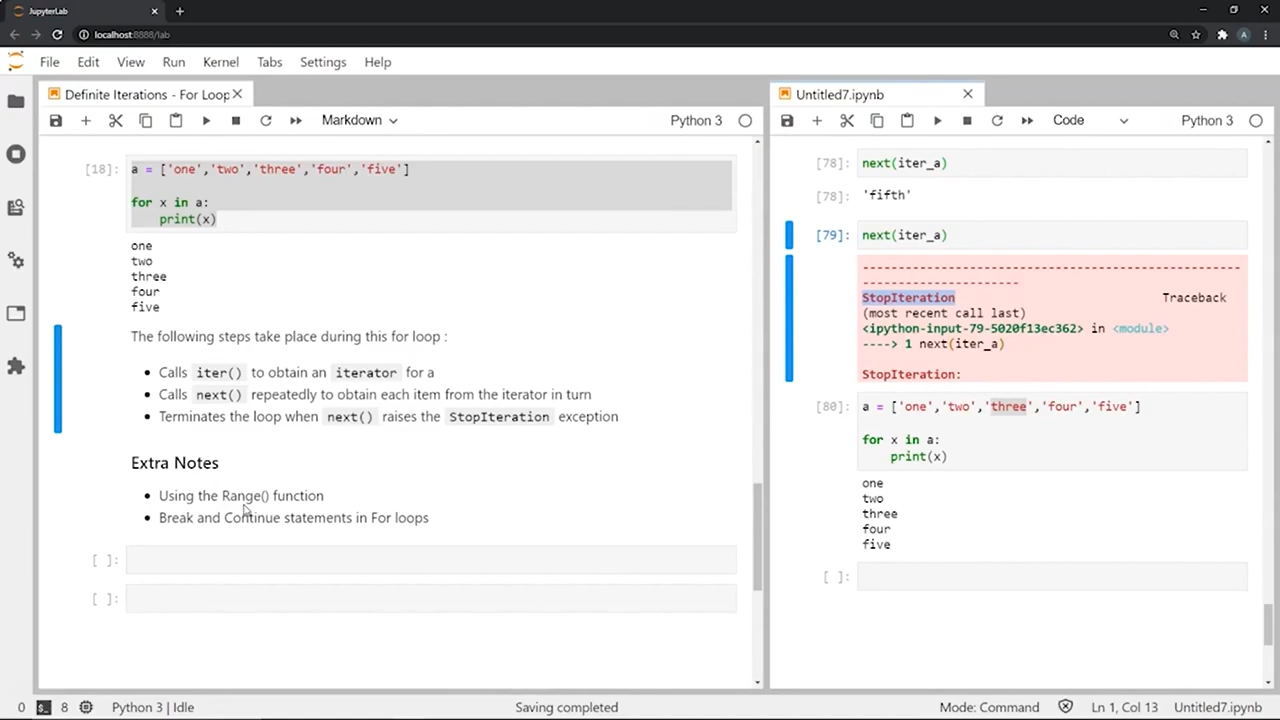 JupyterLab
localhost:8888/lab
File Edit View Run Kernel Tabs Settings Help
Definite Iterations - For Loop
Markdown
Python 3
[18]:
a = ['one','two','three','four','five']
for x in a:
print(x)
one
two
three
four
five
The following steps take place during this for loop :
• Calls iter() to obtain an iterator for a
• Calls next() repeatedly to obtain each item from the iterator in turn
• Terminates the loop when next() raises the StopIteration exception
Extra Notes
• Using the Range() function
• Break and Continue statements in For loops
[ ]:
[ ]:
Untitled7.ipynb
Code
Python 3
[78]: next(iter_a)
[78]: 'fifth'
[79]: next(iter_a)
---------------------------------------------------------------------------
StopIteration Traceback
(most recent call last)
<ipython-input-79-5020f13ec362> in <module>
----> 1 next(iter_a)
StopIteration:
[80]: a = ['one','two','three','four','five']
for x in a:
print(x)
one
two
three
four
five
[ ]:
0 8 Python 3 | Idle Saving completed Mode: Command Ln 1, Col 13 Untitled7.ipynb